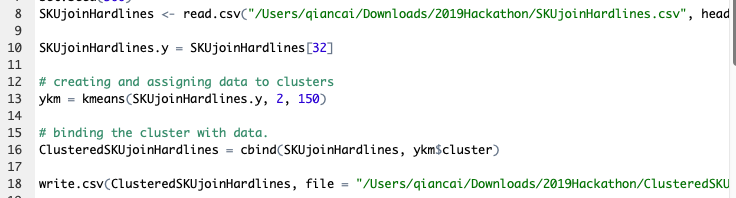 8 SKUjoinHardlines <- read.csv("/Users/qiancai/Downloads/2019Hackathon/SKUjoinHardlines.csv", head
9
10 SKUjoinHardlines.y = SKUjoinHardlines[32]
11
12 # creating and assigning data to clusters
13 ykm = kmeans(SKUjoinHardlines.y, 2, 150)
14
15 # binding the cluster with data.
16 ClusteredSKUjoinHardlines = cbind(SKUjoinHardlines, ykm$cluster)
17
18 write.csv(ClusteredSKUjoinHardlines, file = "/Users/qiancai/Downloads/2019Hackathon/ClusteredSKU